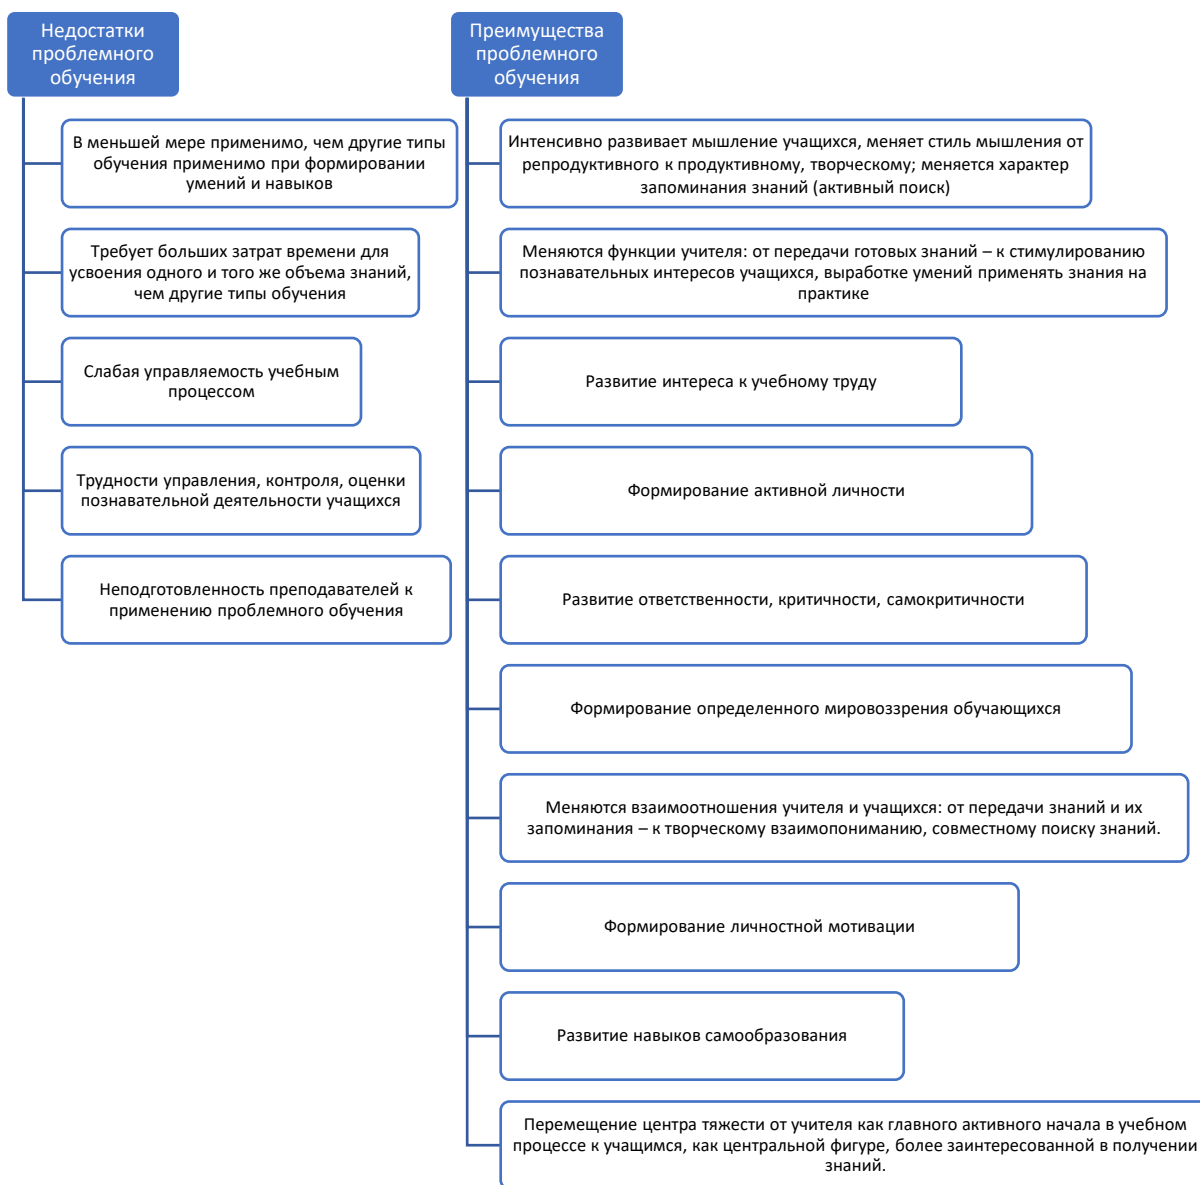 Недостатки
проблемного
обучения
В меньшей мере применимо, чем другие типы
обучения применимо при формировании
умений и навыков
Требует больших затрат времени для
усвоения одного и того же объема знаний,
чем другие типы обучения
Слабая управляемость учебным
процессом
Трудности управления, контроля, оценки
познавательной деятельности учащихся
Неподготовленность преподавателей к
применению проблемного обучения
Преимущества
проблемного
обучения
Интенсивно развивает мышление учащихся, меняет стиль мышления от
репродуктивного к продуктивному, творческому; меняется характер
запоминания знаний (активный поиск)
Меняются функции учителя: от передачи готовых знаний – к стимулированию
познавательных интересов учащихся, выработке умений применять знания на
практике
Развитие интереса к учебному труду
Формирование активной личности
Развитие ответственности, критичности, самокритичности
Формирование определенного мировоззрения обучающихся
Меняются взаимоотношения учителя и учащихся: от передачи знаний и их
запоминания – к творческому взаимопониманию, совместному поиску знаний.
Формирование личностной мотивации
Развитие навыков самообразования
Перемещение центра тяжести от учителя как главного активного начала в учебном
процессе к учащимся, как центральной фигуре, более заинтересованной в получении
знаний.